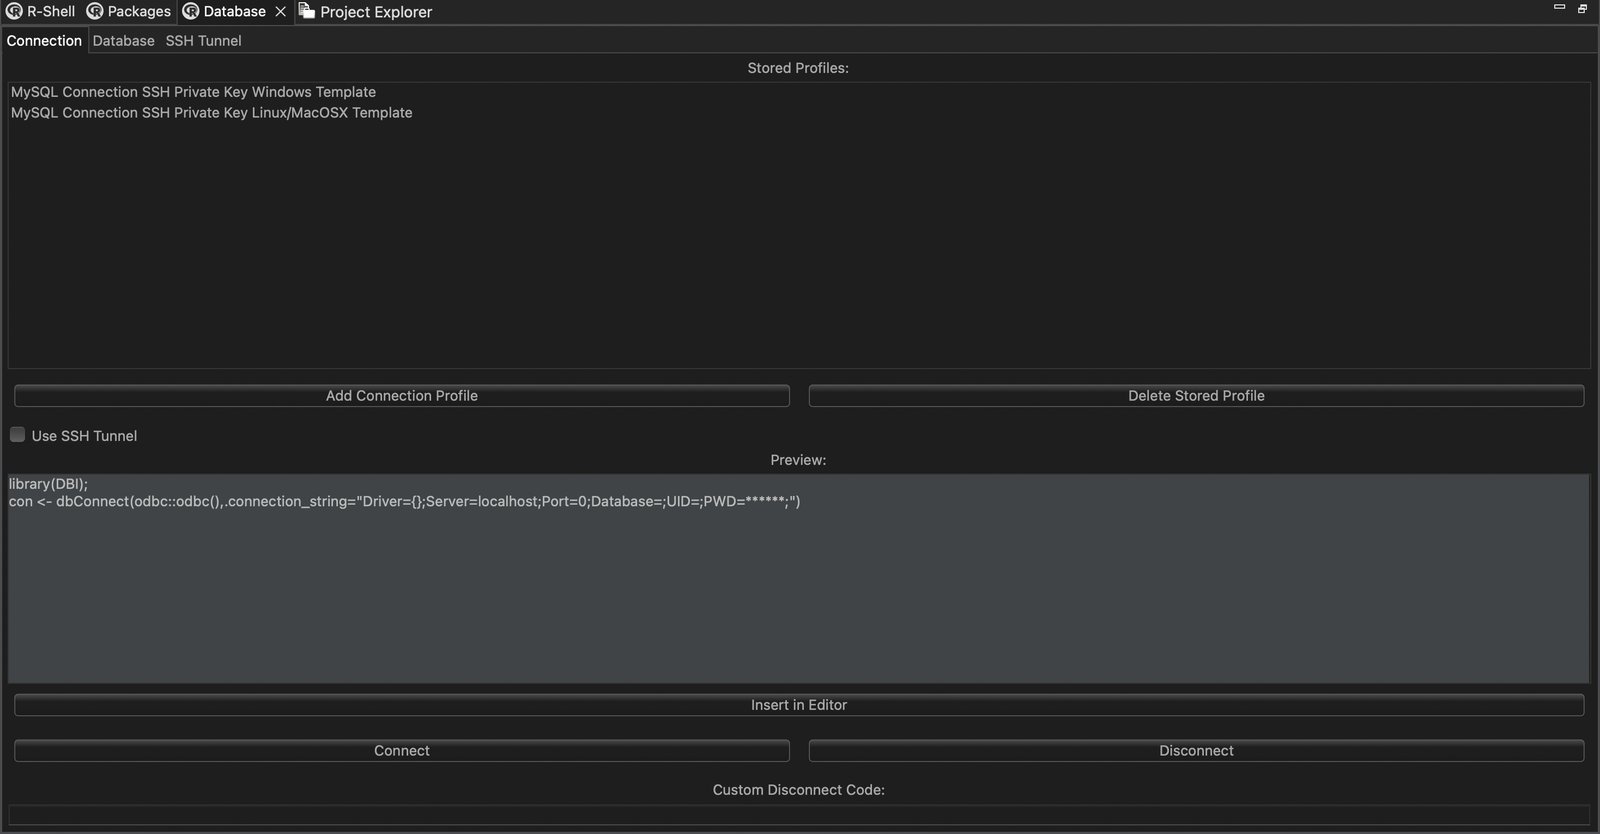 R-Shell Packages Database Project Explorer
Connection Database SSH Tunnel
Stored Profiles:
MySQL Connection SSH Private Key Windows Template
MySQL Connection SSH Private Key Linux/MacOSX Template
Add Connection Profile Delete Stored Profile
Use SSH Tunnel
Preview:
library(DBI);
con <- dbConnect(odbc::odbc(),.connection_string="Driver={};Server=localhost;Port=0;Database=;UID=;PWD=******;")
Insert in Editor
Connect Disconnect
Custom Disconnect Code: